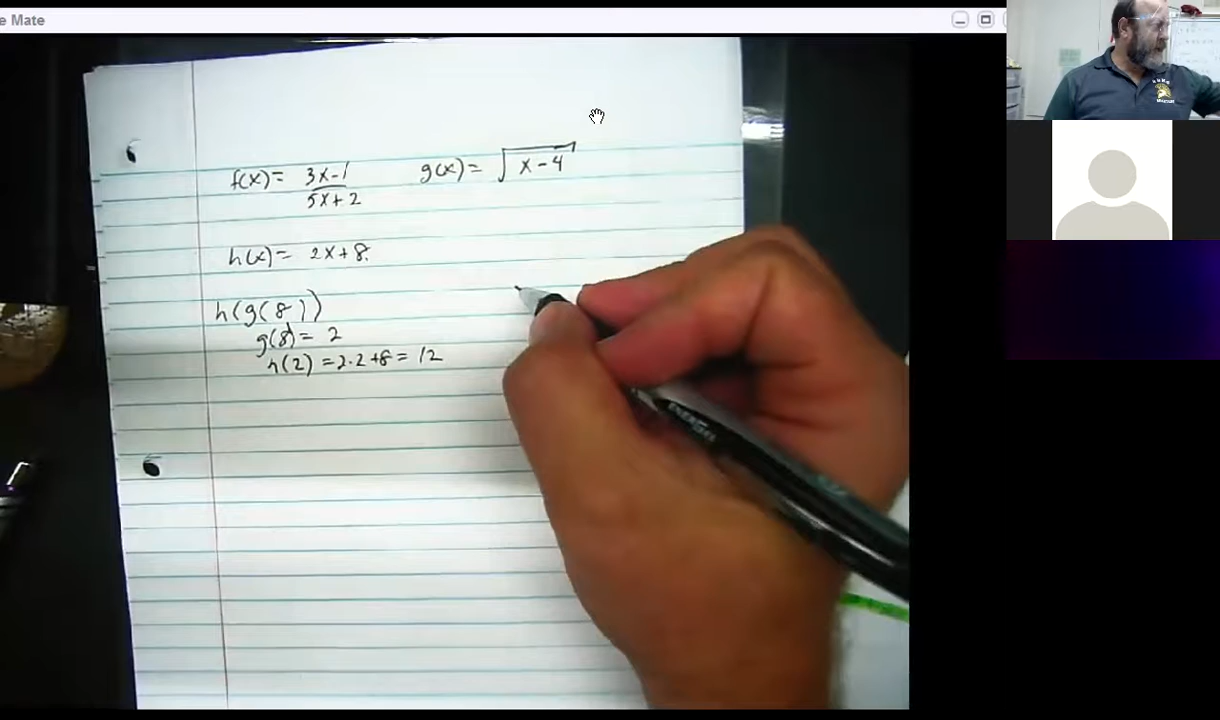 e Mate
f(x) = 3x-1 / 5x+2 g(x) = √x-4
h(x) = 2x+8.
h(g(8))
g(8) = 2
h(2) = 2·2+8 = 12